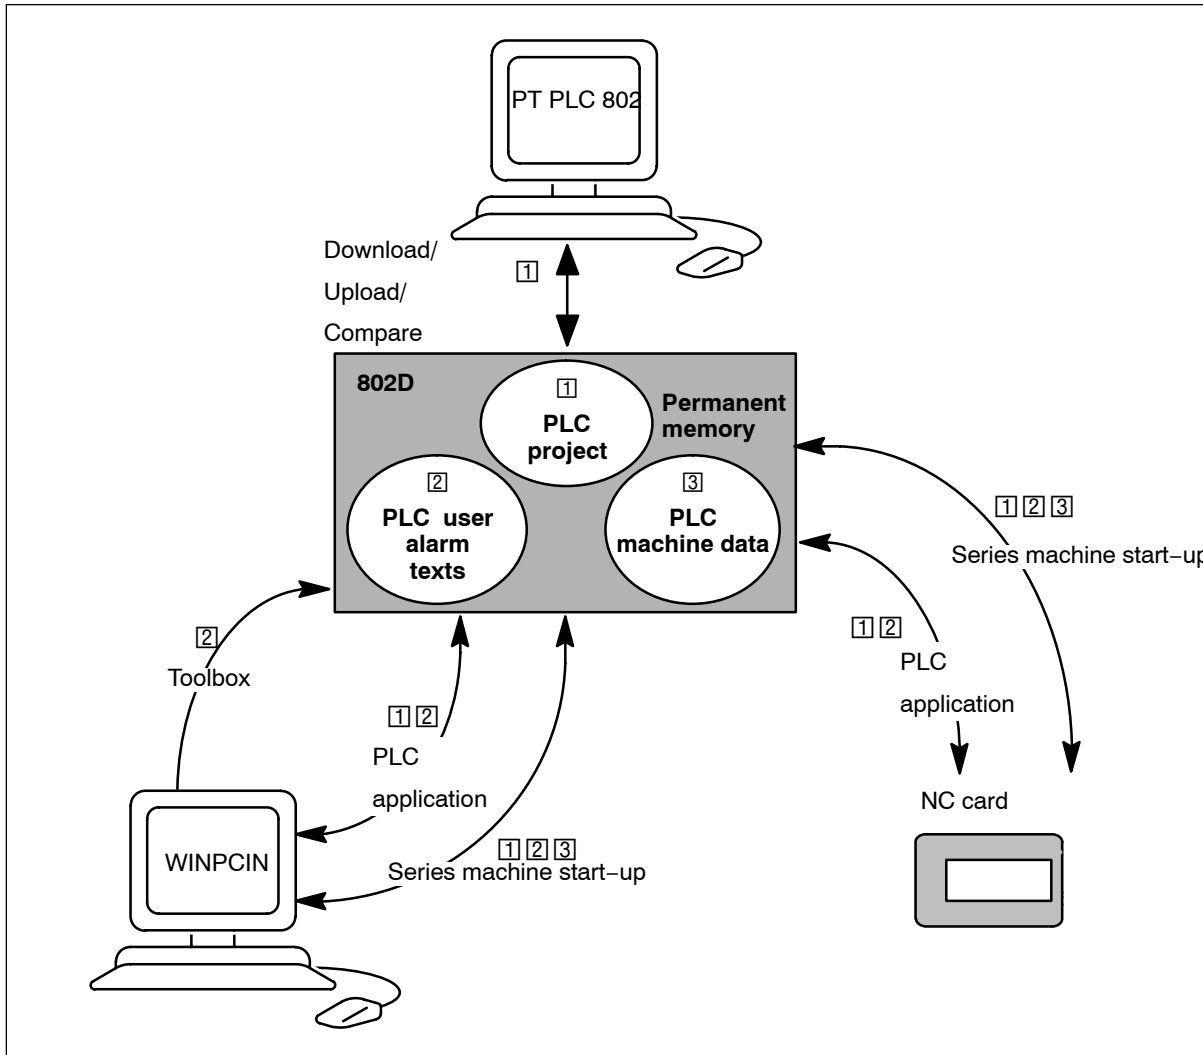 PT PLC 802
Download/
Upload/
Compare
1
802D
1
PLC
project
Permanent
memory
2
PLC user
alarm
texts
3
PLC
machine data
1 2 3
Series machine start-up
1 2
PLC
application
NC card
2
Toolbox
1 2
PLC
application
1 2 3
Series machine start-up
WINPCIN